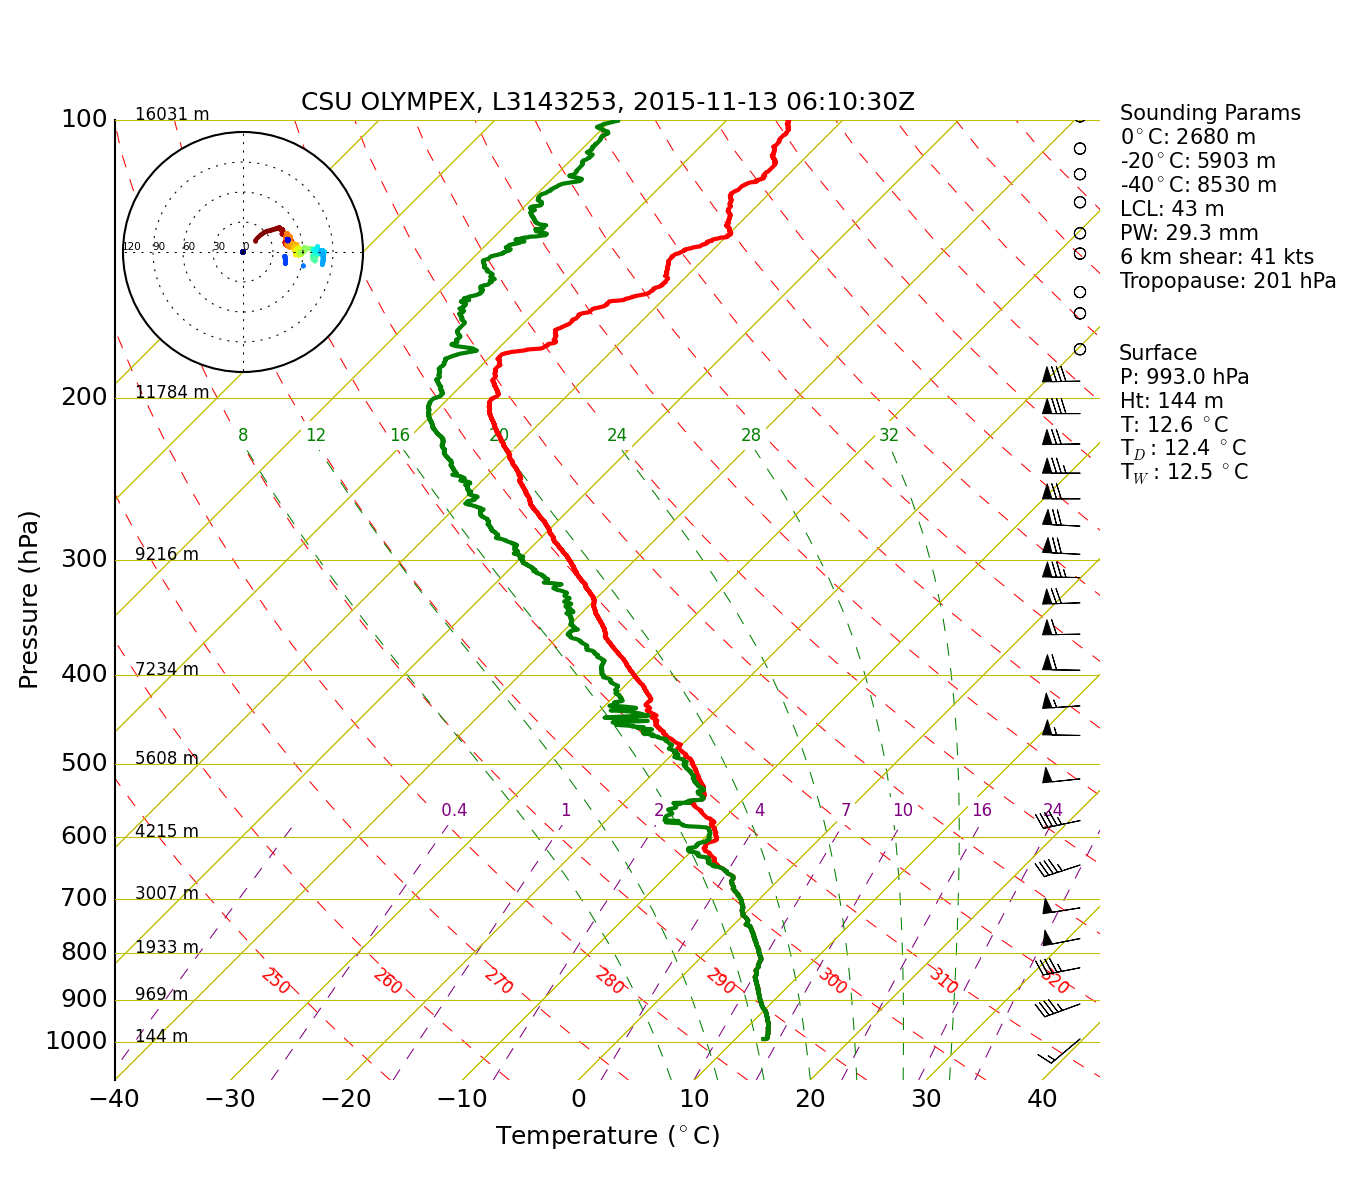 CSU OLYMPEX, L3143253, 2015-11-13 06:10:30Z
Sounding Params
0°C: 2680 m
-20°C: 5903 m
-40°C: 8530 m
LCL: 43 m
PW: 29.3 mm
6 km shear: 41 kts
Tropopause: 201 hPa
Surface
P: 993.0 hPa
Ht: 144 m
T: 12.6 °C
T_D : 12.4 °C
T_W : 12.5 °C
Pressure (hPa)
100 16031 m
120 90 60 30 0
200 11784 m
8 12 16 20 24 28 32
300 9216 m
400 7234 m
500 5608 m
0.4 1 2 4 7 10 16 24
600 4215 m
700 3007 m
800 1933 m
250 260 270 280 290 300 310 320
900 969 m
1000 144 m
−40 −30 −20 −10 0 10 20 30 40
Temperature (°C)